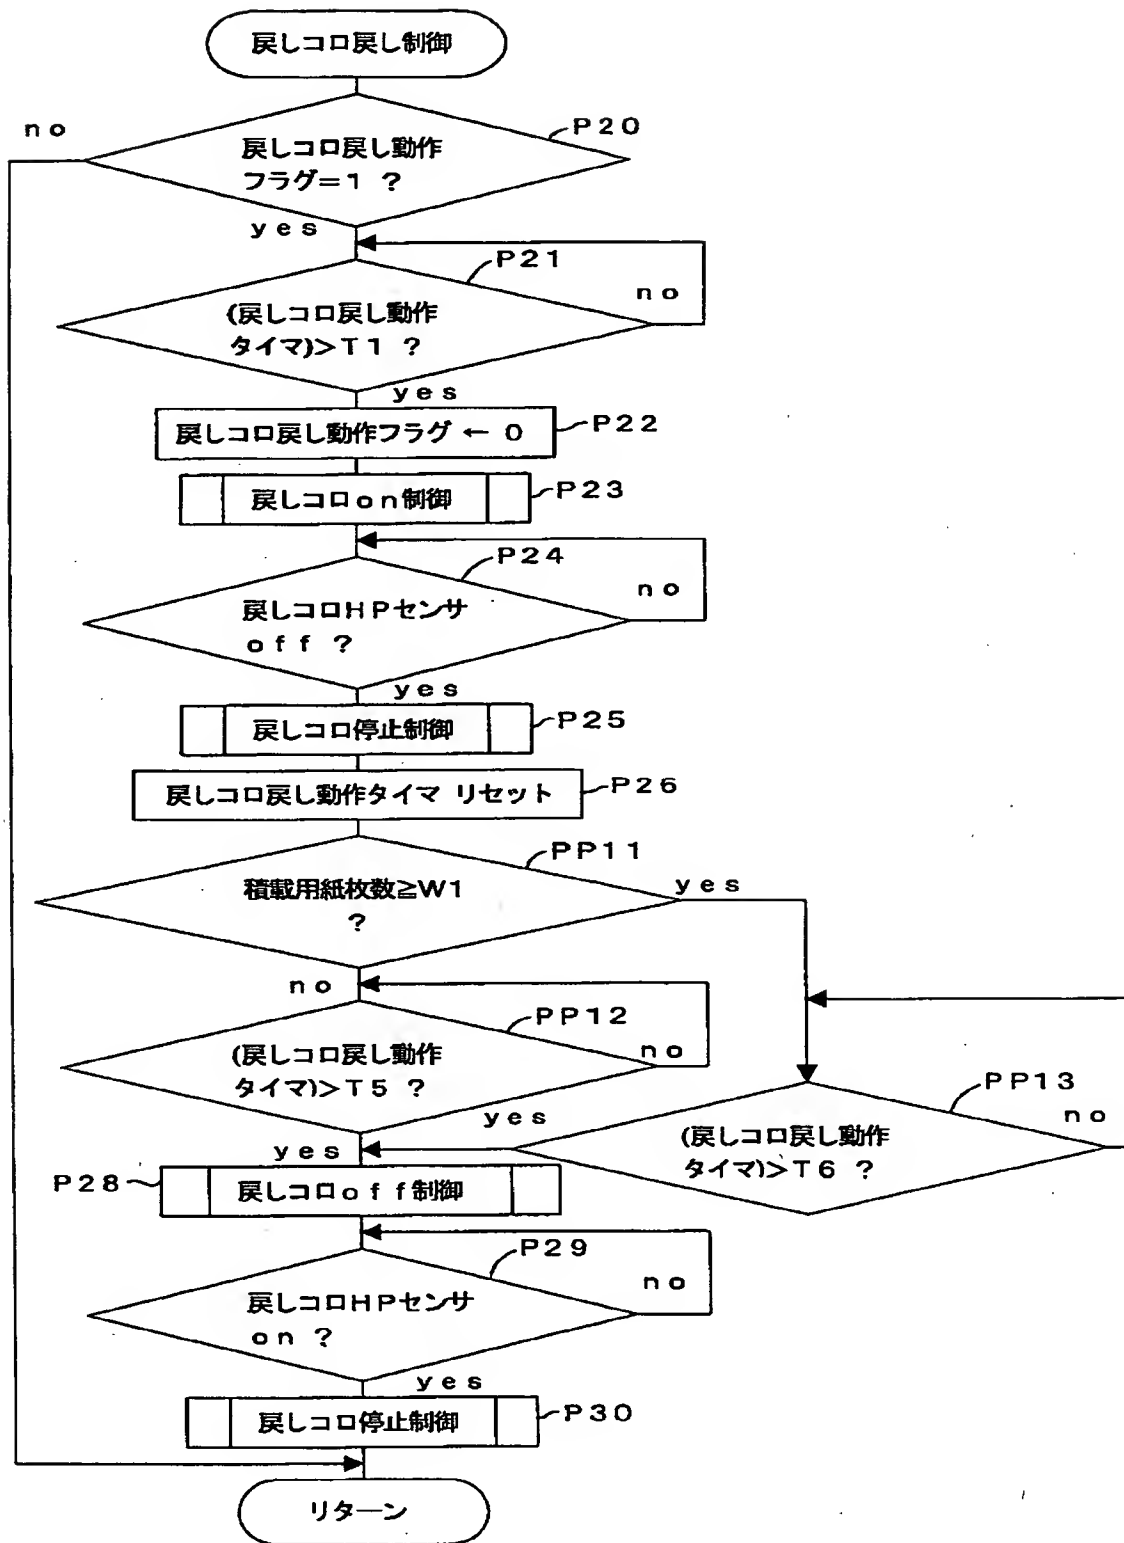 戻しコロ戻し制御
no
P20
戻しコロ戻し動作
フラグ=1 ?
yes
P21
no
(戻しコロ戻し動作
タイマ)>T1 ?
yes
戻しコロ戻し動作フラグ ← 0
P22
戻しコロon制御
P23
P24
no
戻しコロHPセンサ
off ?
yes
戻しコロ停止制御
P25
戻しコロ戻し動作タイマ リセット
P26
PP11
積載用紙枚数≧W1
?
yes
no
PP12
no
(戻しコロ戻し動作
タイマ)>T5 ?
PP13
no
yes
(戻しコロ戻し動作
タイマ)>T6 ?
yes
P28
戻しコロoff制御
P29
no
戻しコロHPセンサ
on ?
yes
戻しコロ停止制御
P30
リターン